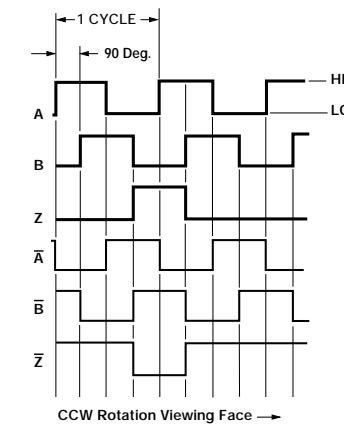 1 CYCLE
90 Deg.
A
HI
LO
B
Z
A̅
B̅
Z̅
CCW Rotation Viewing Face